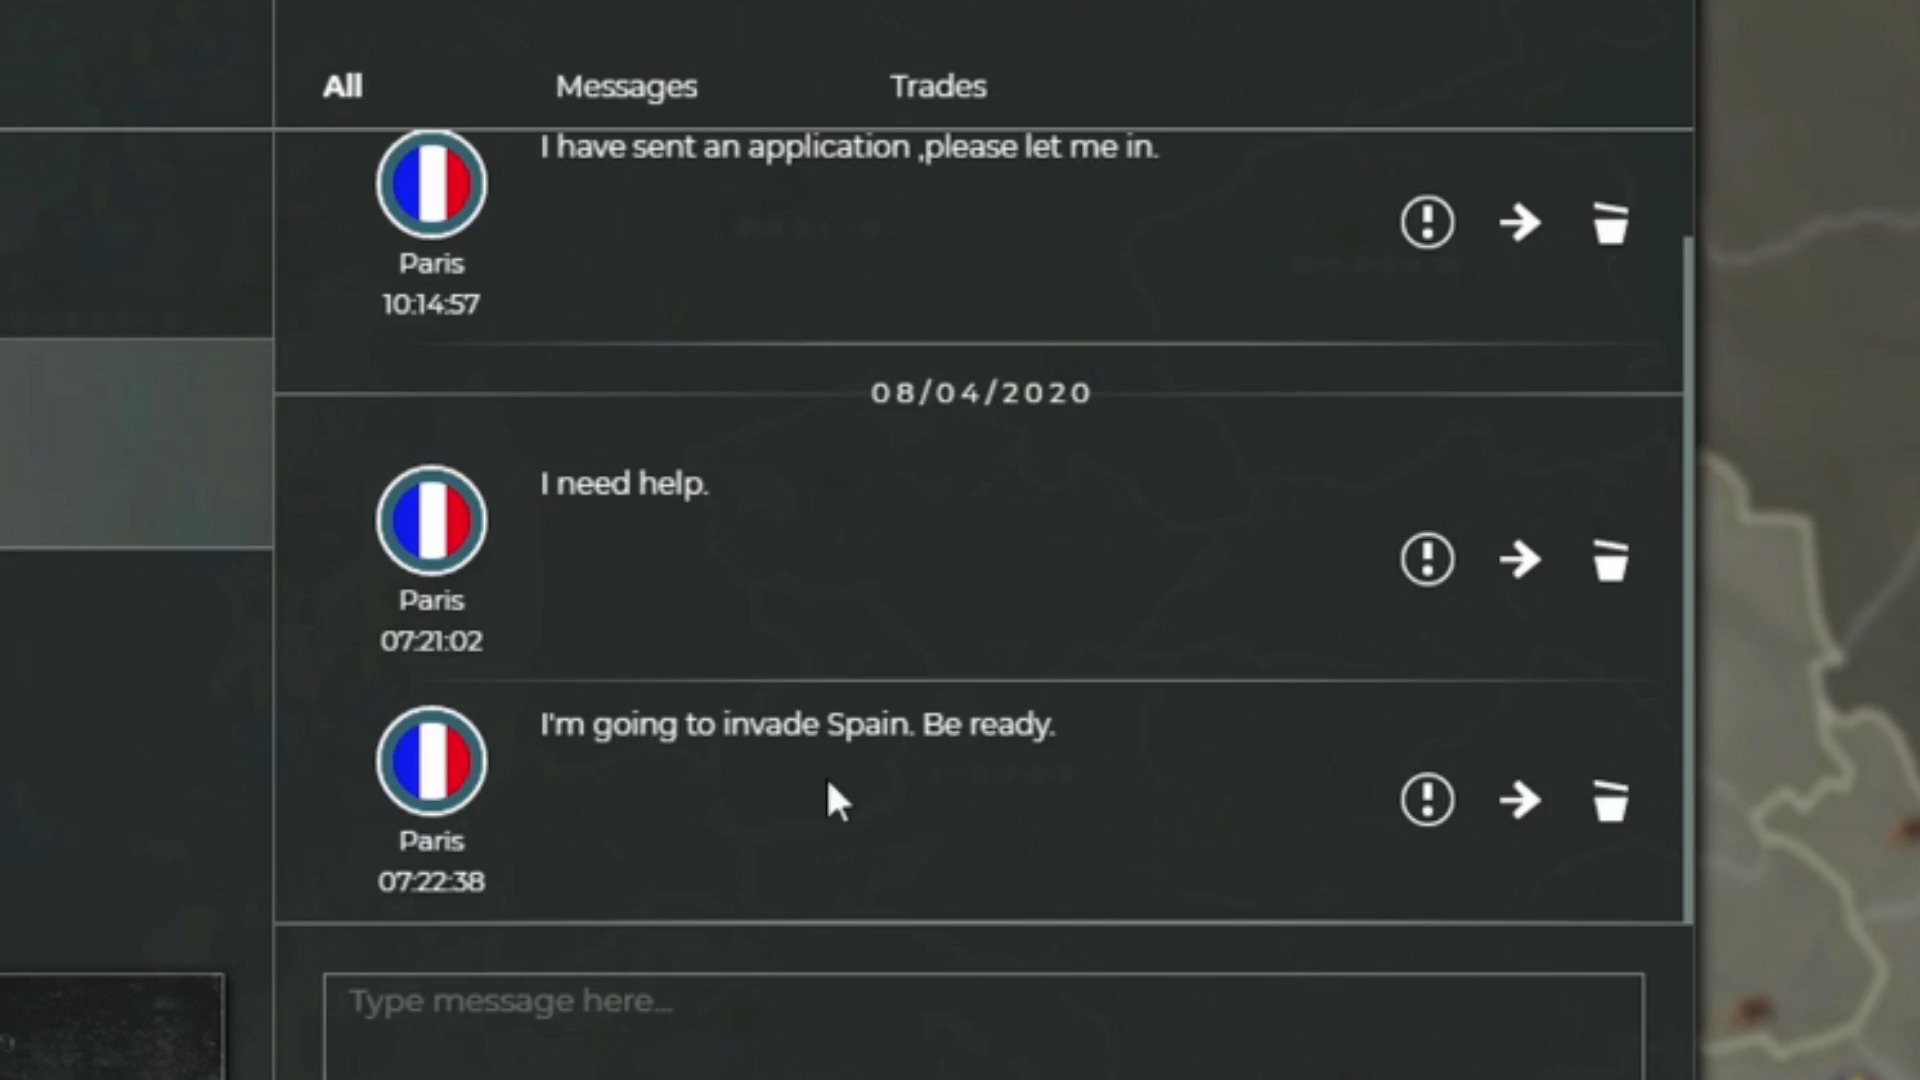 All
Messages
Trades
I have sent an application ,please let me in.
Paris
10:14:57
08/04/2020
I need help.
Paris
07:21:02
I'm going to invade Spain. Be ready.
Paris
07:22:38
Type message here...